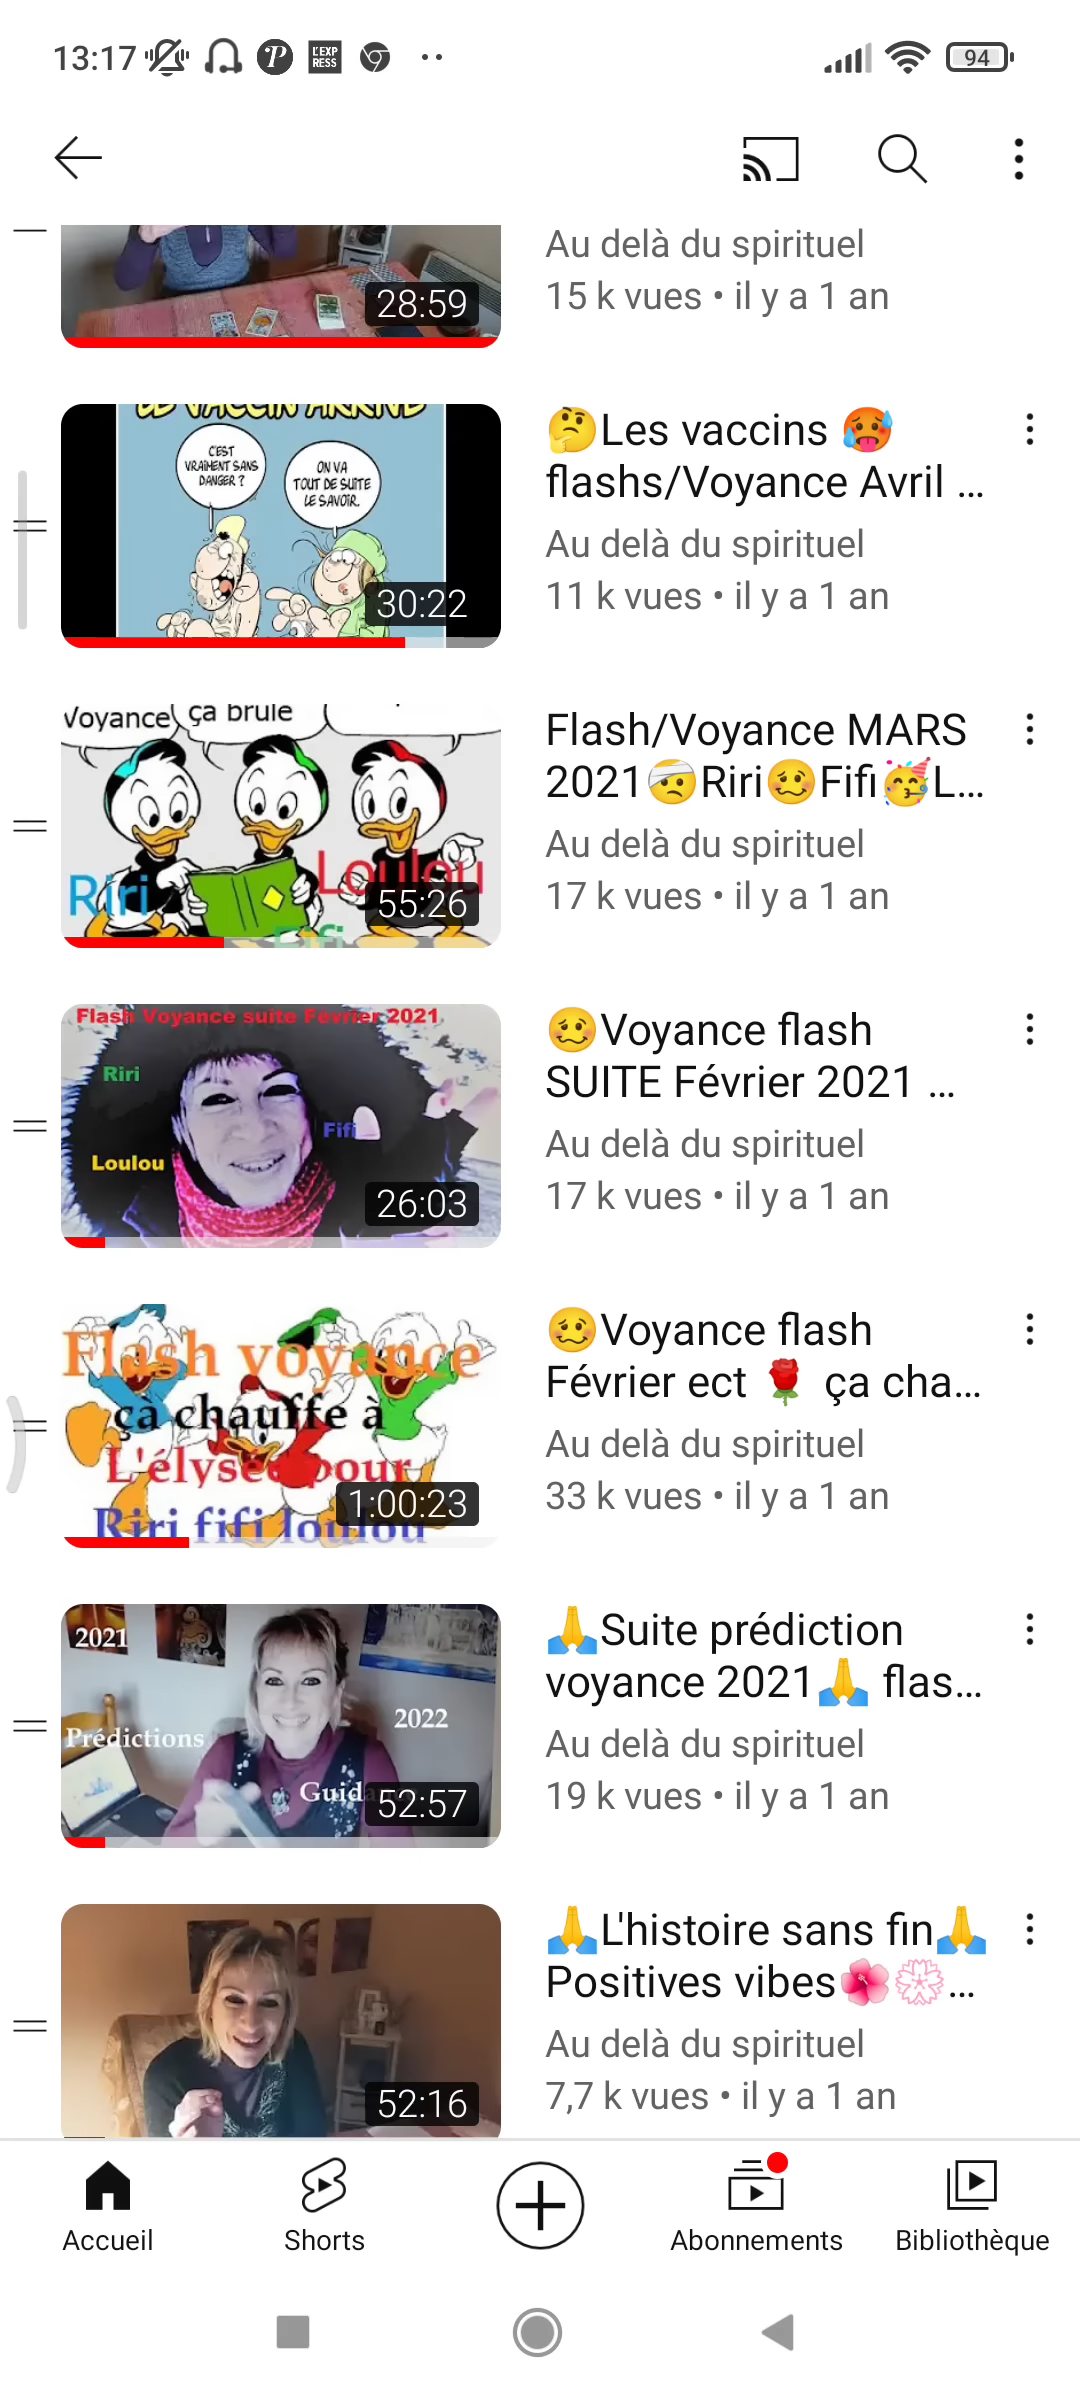 13:17
L'EXP
RESS
94
28:59
Au delà du spirituel
15 k vues • il y a 1 an
LE VACCIN ARRIVE
C'EST
VRAIMENT SANS
DANGER ?
ON VA
TOUT DE SUITE
LE SAVOIR.
30:22
🤔Les vaccins 🥵
flashs/Voyance Avril ...
Au delà du spirituel
11 k vues • il y a 1 an
Voyance
ça brule
Riri
Loulou
Fifi
55:26
Flash/Voyance MARS
2021🤕Riri🥴Fifi🥳L...
Au delà du spirituel
17 k vues • il y a 1 an
Flash Voyance suite Février 2021
Riri
Fifi
Loulou
26:03
🥴Voyance flash
SUITE Février 2021 ...
Au delà du spirituel
17 k vues • il y a 1 an
Flash voyance
çà chauffe à
L'élysée pour
Riri fifi loulou
1:00:23
🥴Voyance flash
Février ect 🌹 ça cha...
Au delà du spirituel
33 k vues • il y a 1 an
2021
2022
Prédictions
52:57
🙏Suite prédiction
voyance 2021🙏 flas...
Au delà du spirituel
19 k vues • il y a 1 an
52:16
🙏L'histoire sans fin🙏
Positives vibes🌺💮...
Au delà du spirituel
7,7 k vues • il y a 1 an
Accueil
Shorts
Abonnements
Bibliothèque